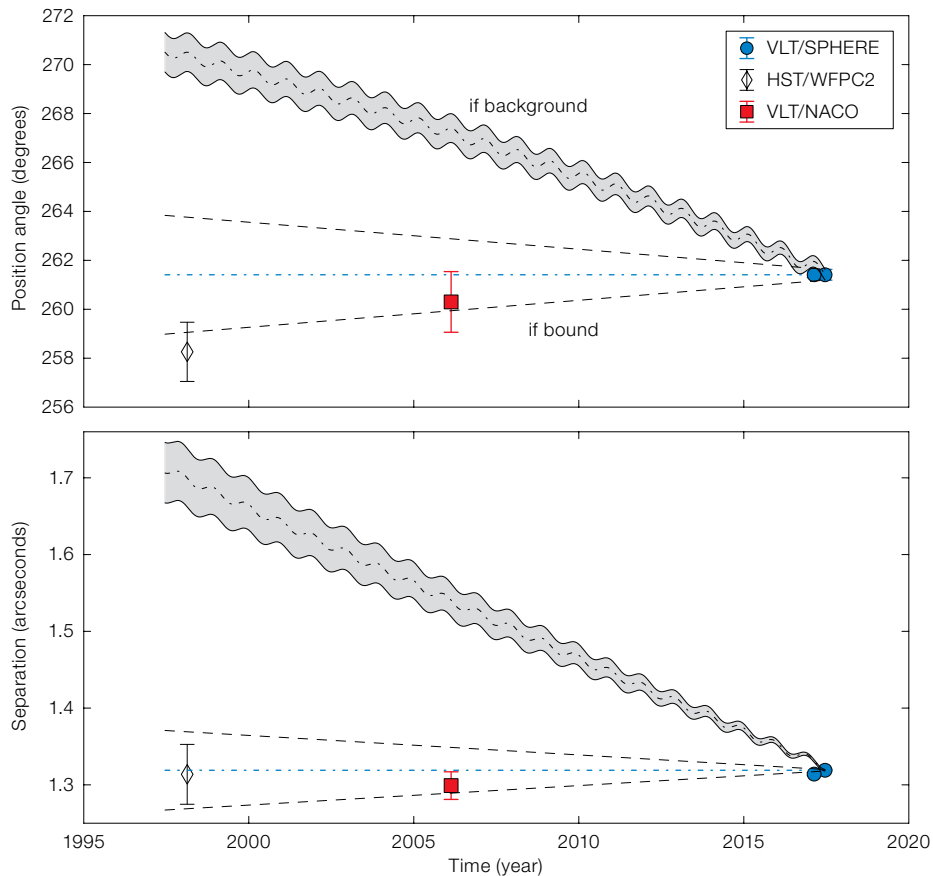 272
270
268
266
264
262
260
258
256
Position angle (degrees)
if background
if bound
VLT/SPHERE
HST/WFPC2
VLT/NACO
1.7
1.6
1.5
1.4
1.3
Separation (arcseconds)
1995
2000
2005
2010
2015
2020
Time (year)